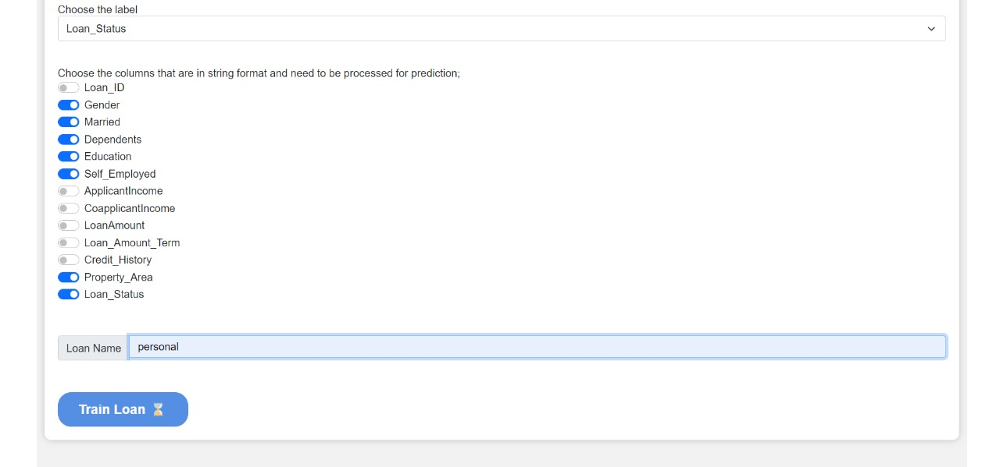 Choose the label
Loan_Status
Choose the columns that are in string format and need to be processed for prediction;
Loan_ID
Gender
Married
Dependents
Education
Self_Employed
ApplicantIncome
CoapplicantIncome
LoanAmount
Loan_Amount_Term
Credit_History
Property_Area
Loan_Status
Loan Name personal
Train Loan ⌛